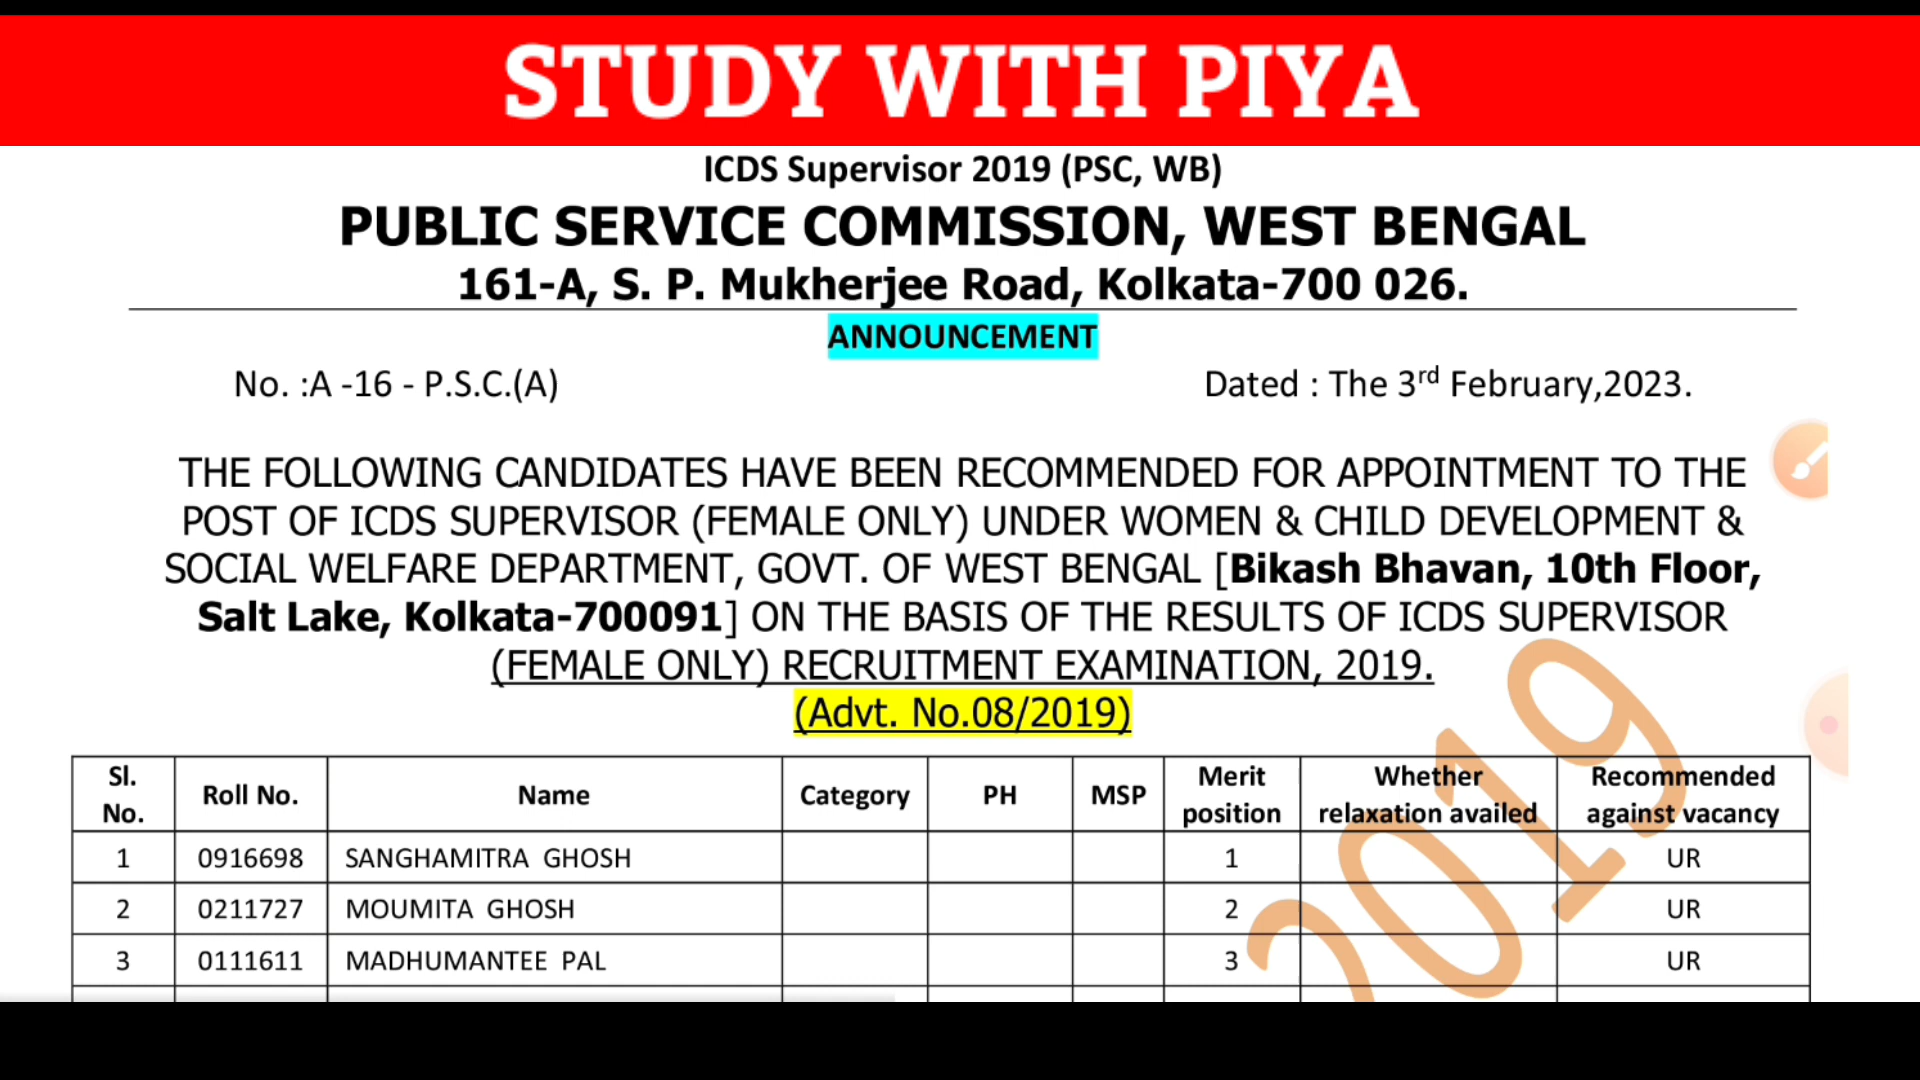 STUDY WITH PIYA
ICDS Supervisor 2019 (PSC, WB)
PUBLIC SERVICE COMMISSION, WEST BENGAL
161-A, S. P. Mukherjee Road, Kolkata-700 026.
ANNOUNCEMENT
No. :A -16 - P.S.C.(A) Dated : The 3rd February,2023.
THE FOLLOWING CANDIDATES HAVE BEEN RECOMMENDED FOR APPOINTMENT TO THE
POST OF ICDS SUPERVISOR (FEMALE ONLY) UNDER WOMEN & CHILD DEVELOPMENT &
SOCIAL WELFARE DEPARTMENT, GOVT. OF WEST BENGAL [Bikash Bhavan, 10th Floor,
Salt Lake, Kolkata-700091] ON THE BASIS OF THE RESULTS OF ICDS SUPERVISOR
(FEMALE ONLY) RECRUITMENT EXAMINATION, 2019.
(Advt. No.08/2019)
Sl. No. Roll No. Name Category PH MSP Merit position Whether relaxation availed Recommended against vacancy
1 0916698 SANGHAMITRA GHOSH 1 UR
2 0211727 MOUMITA GHOSH 2 UR
3 0111611 MADHUMANTEE PAL 3 UR
2019